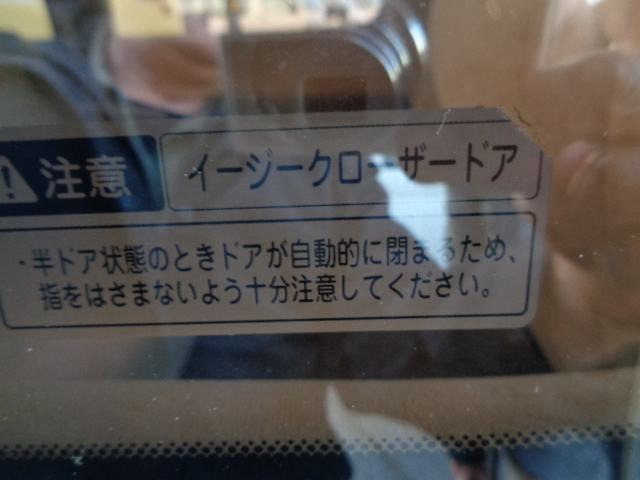 注意 イージークローザードア
・半ドア状態のときドアが自動的に閉まるため、
指をはさまないよう十分注意してください。